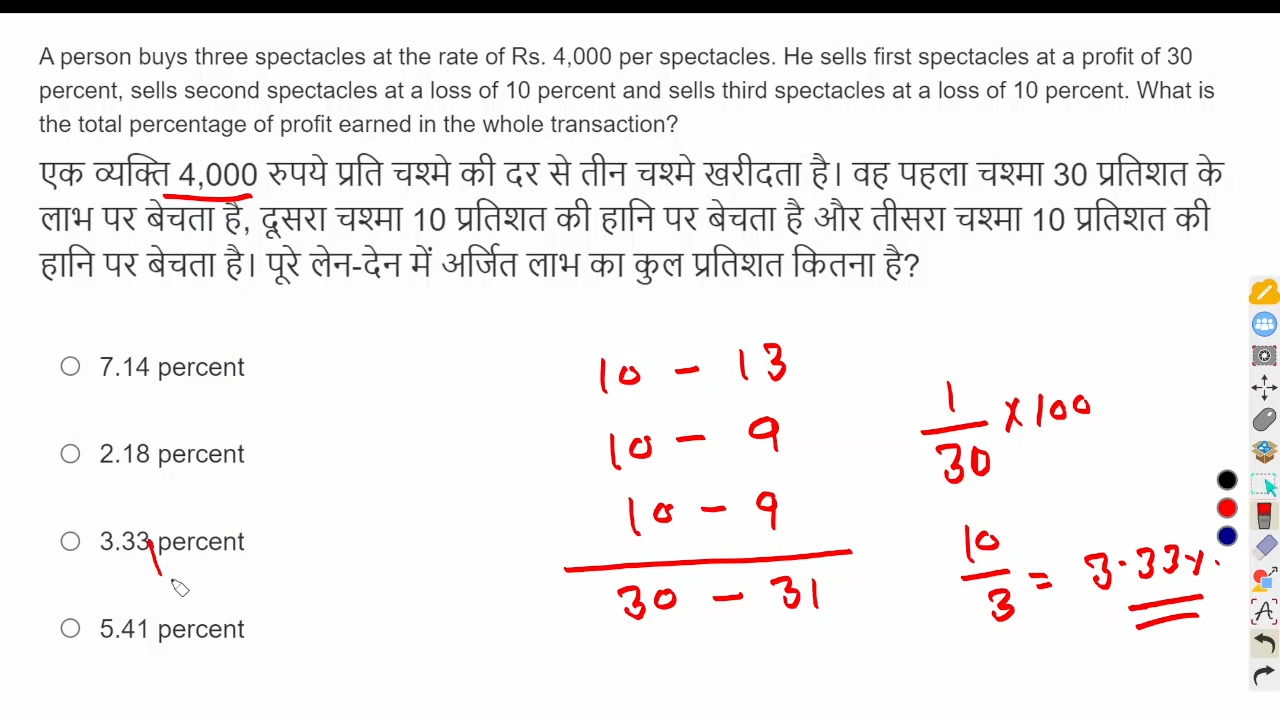 A person buys three spectacles at the rate of Rs. 4,000 per spectacles. He sells first spectacles at a profit of 30
percent, sells second spectacles at a loss of 10 percent and sells third spectacles at a loss of 10 percent. What is
the total percentage of profit earned in the whole transaction?
एक व्यक्ति 4,000 रुपये प्रति चश्मे की दर से तीन चश्मे खरीदता है। वह पहला चश्मा 30 प्रतिशत के
लाभ पर बेचता है, दूसरा चश्मा 10 प्रतिशत की हानि पर बेचता है और तीसरा चश्मा 10 प्रतिशत की
हानि पर बेचता है। पूरे लेन-देन में अर्जित लाभ का कुल प्रतिशत कितना है?
7.14 percent
2.18 percent
3.33 percent
5.41 percent
10 - 13
10 - 9
10 - 9
30 - 31
1/30 × 100
10/3 = 3.33%.